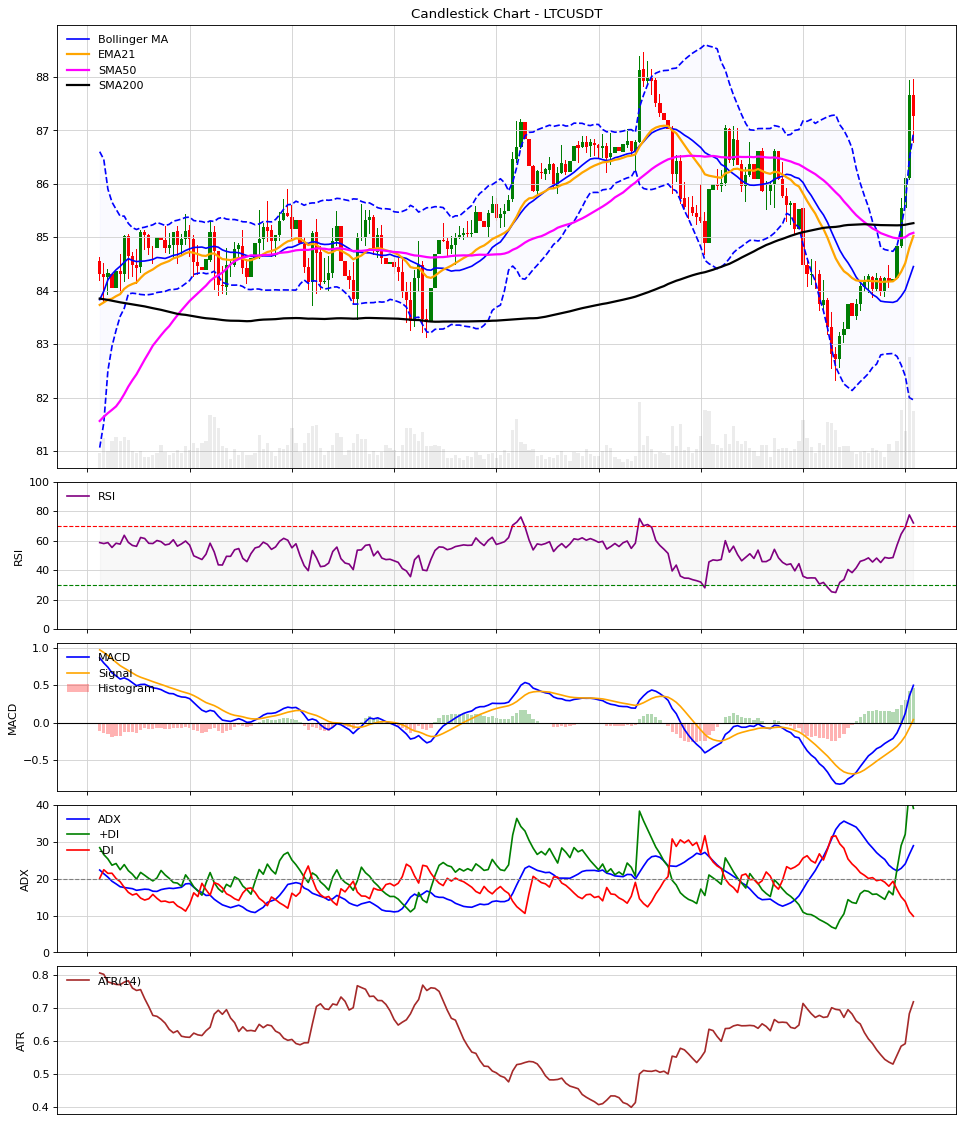 Candlestick Chart - LTCUSDT
Bollinger MA
EMA21
SMA50
SMA200
88
87
86
85
84
83
82
81
RSI
100
80
60
40
20
0
RSI
MACD
Signal
Histogram
1.0
0.5
0.0
−0.5
MACD
ADX
+DI
-DI
40
30
20
10
0
ADX
ATR(14)
0.8
0.7
0.6
0.5
0.4
ATR